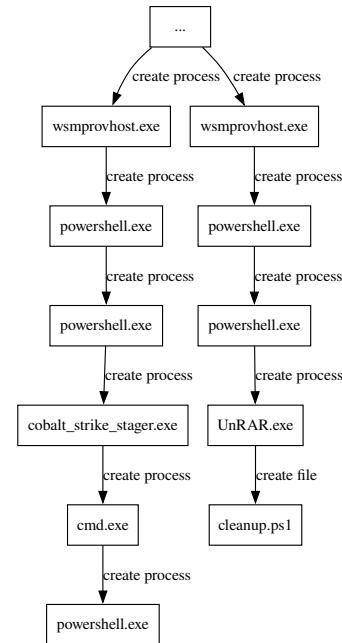 ...
create process create process
wsmprovhost.exe wsmprovhost.exe
create process create process
powershell.exe powershell.exe
create process create process
powershell.exe powershell.exe
create process create process
cobalt_strike_stager.exe UnRAR.exe
create process create file
cmd.exe cleanup.ps1
create process
powershell.exe